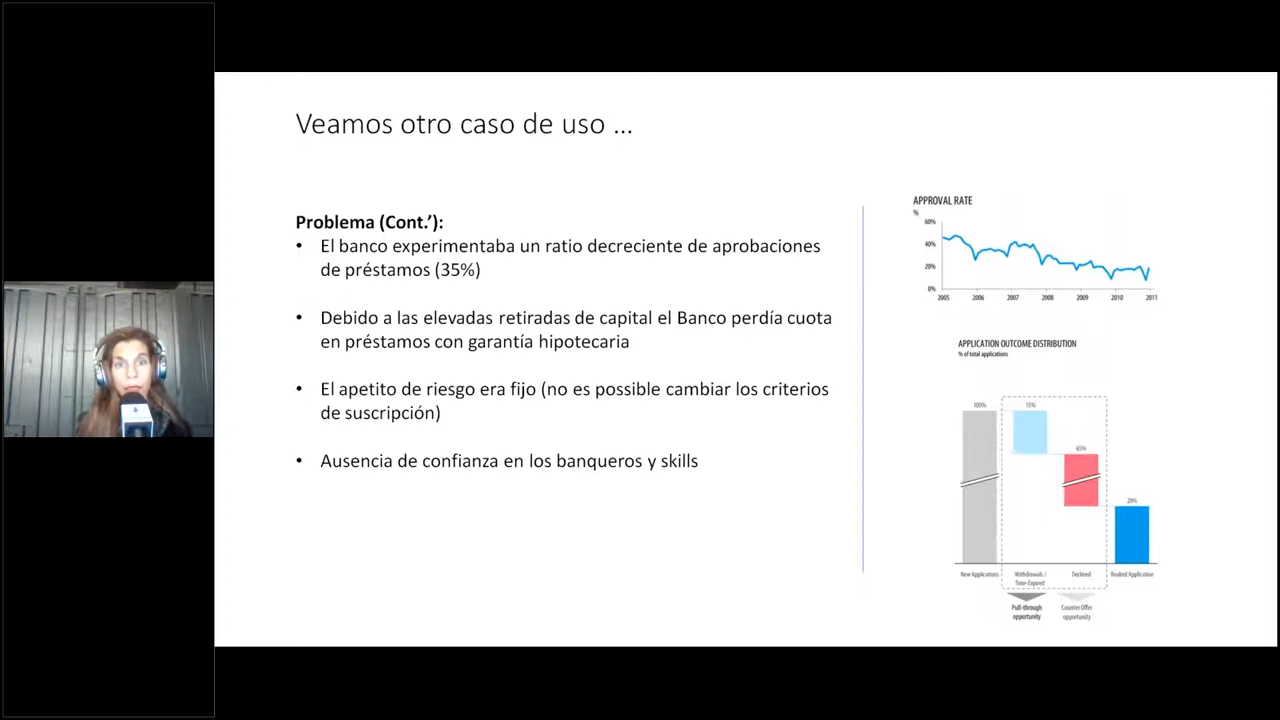 Veamos otro caso de uso ...
Problema (Cont.'):
• El banco experimentaba un ratio decreciente de aprobaciones
de préstamos (35%)
• Debido a las elevadas retiradas de capital el Banco perdía cuota
en préstamos con garantía hipotecaria
• El apetito de riesgo era fijo (no es possible cambiar los criterios
de suscripción)
• Ausencia de confianza en los banqueros y skills
APPROVAL RATE
%
60%
40%
20%
0%
2005 2006 2007 2008 2009 2010 2011
APPLICATION OUTCOME DISTRIBUTION
% of total applications
100% 15%
65%
20%
New Applications Withdrawals / Declined Booked Application
Time-Expired
Pull-through Counter Offer
opportunity opportunity